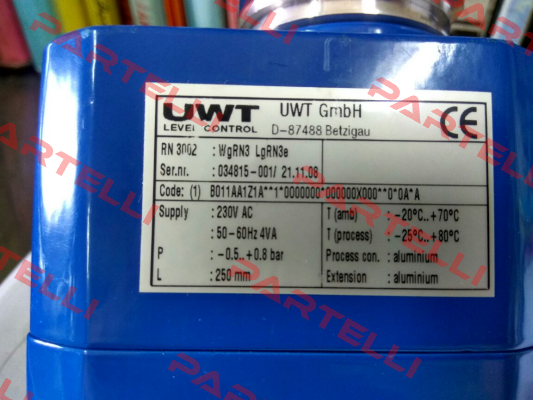 UWT
LEVEL CONTROL
UWT GmbH
D-87488 Betzigau
CE
RN 3002 : WgRN3 LgRN3e
Ser.nr. : 034815-001/ 21.11.08
Code: (1) B011AA1Z1A**1*0000000*000000X000**0*0A*A
Supply : 230V AC
: 50-60Hz 4VA
P : -0.5..+0.8 bar
L : 250 mm
T (amb) : -20°C..+70°C
T (process) : -25°C..+80°C
Process con. : aluminium
Extension : aluminium
PARTELLI
PARTELLI
PARTELLI
PARTELLI
PARTELLI
PARTELLI